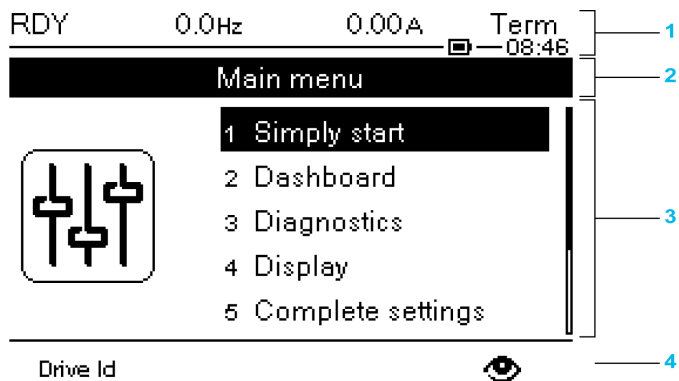 RDY 0.0Hz 0.00A Term 1
08:46
Main menu 2
1 Simply start
2 Dashboard
3 Diagnostics 3
4 Display
5 Complete settings
Drive Id 4